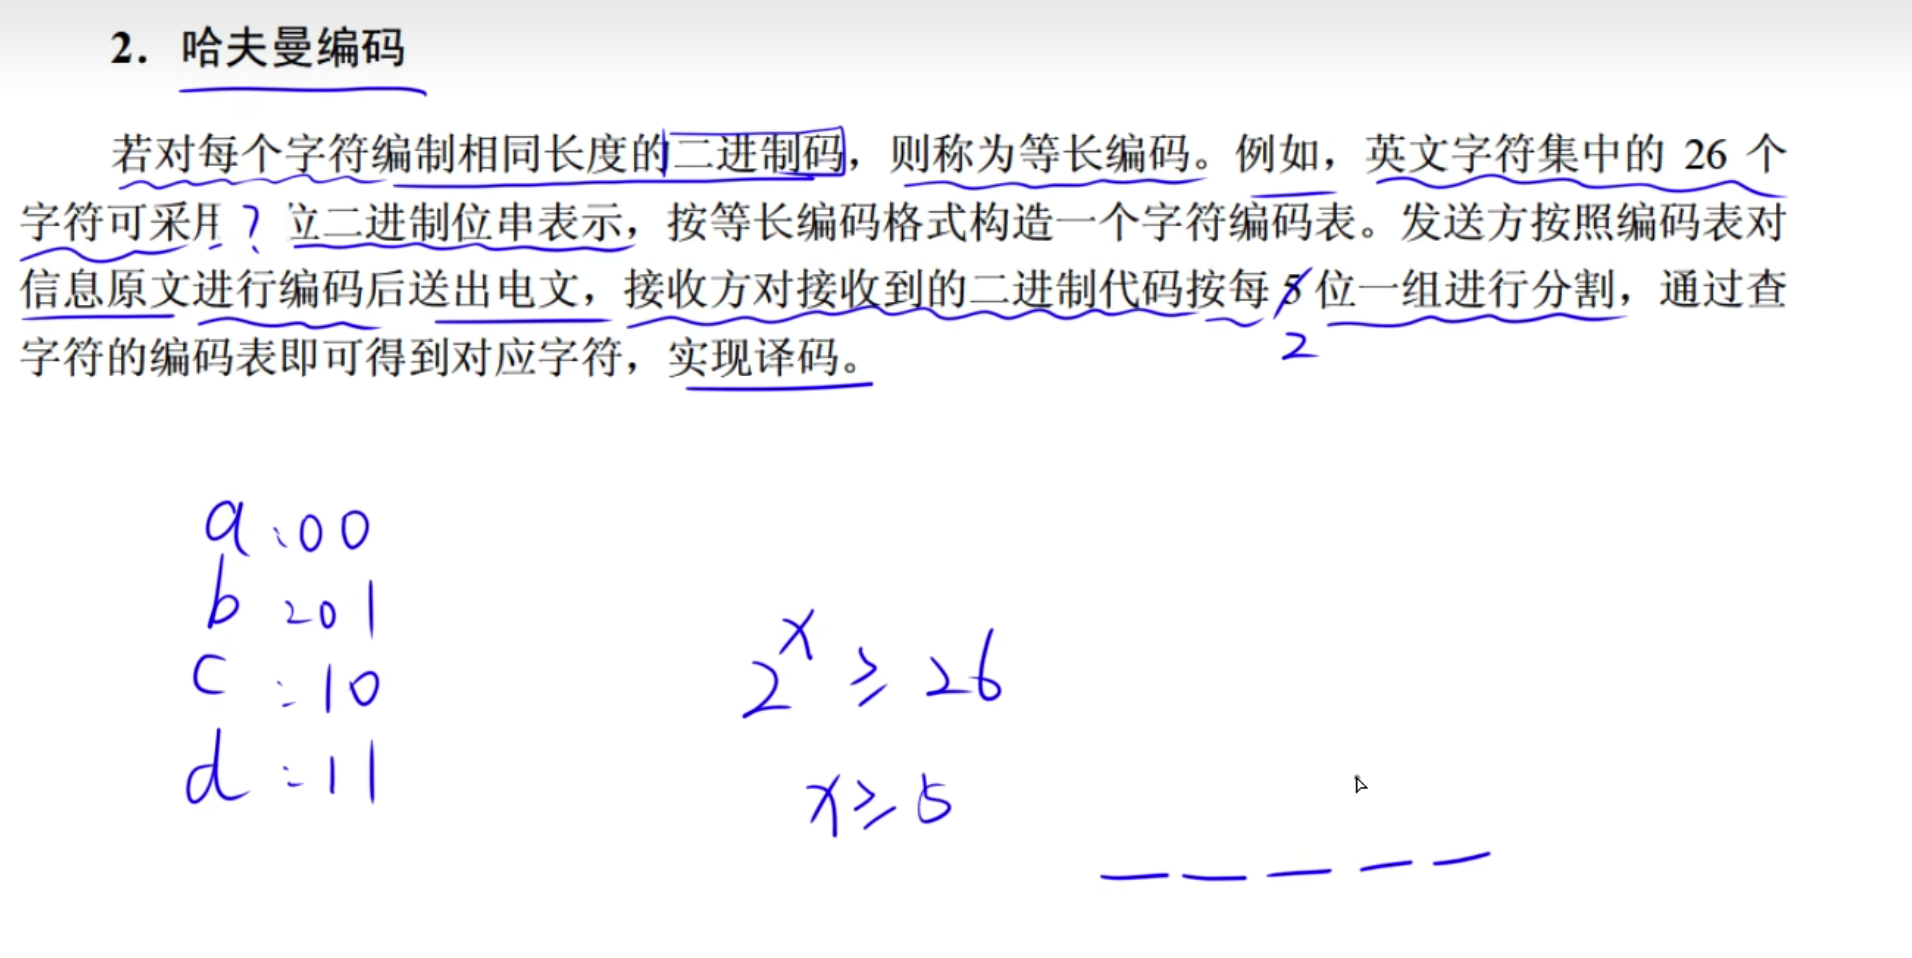 2. 哈夫曼编码
若对每个字符编制相同长度的二进制码，则称为等长编码。例如，英文字符集中的 26 个
字符可采用 ? 位二进制位串表示，按等长编码格式构造一个字符编码表。发送方按照编码表对
信息原文进行编码后送出电文，接收方对接收到的二进制代码按每 5 位一组进行分割，通过查
2
字符的编码表即可得到对应字符，实现译码。
a:00
b:01
c:10
d:11
2^x ≥ 26
x≥5